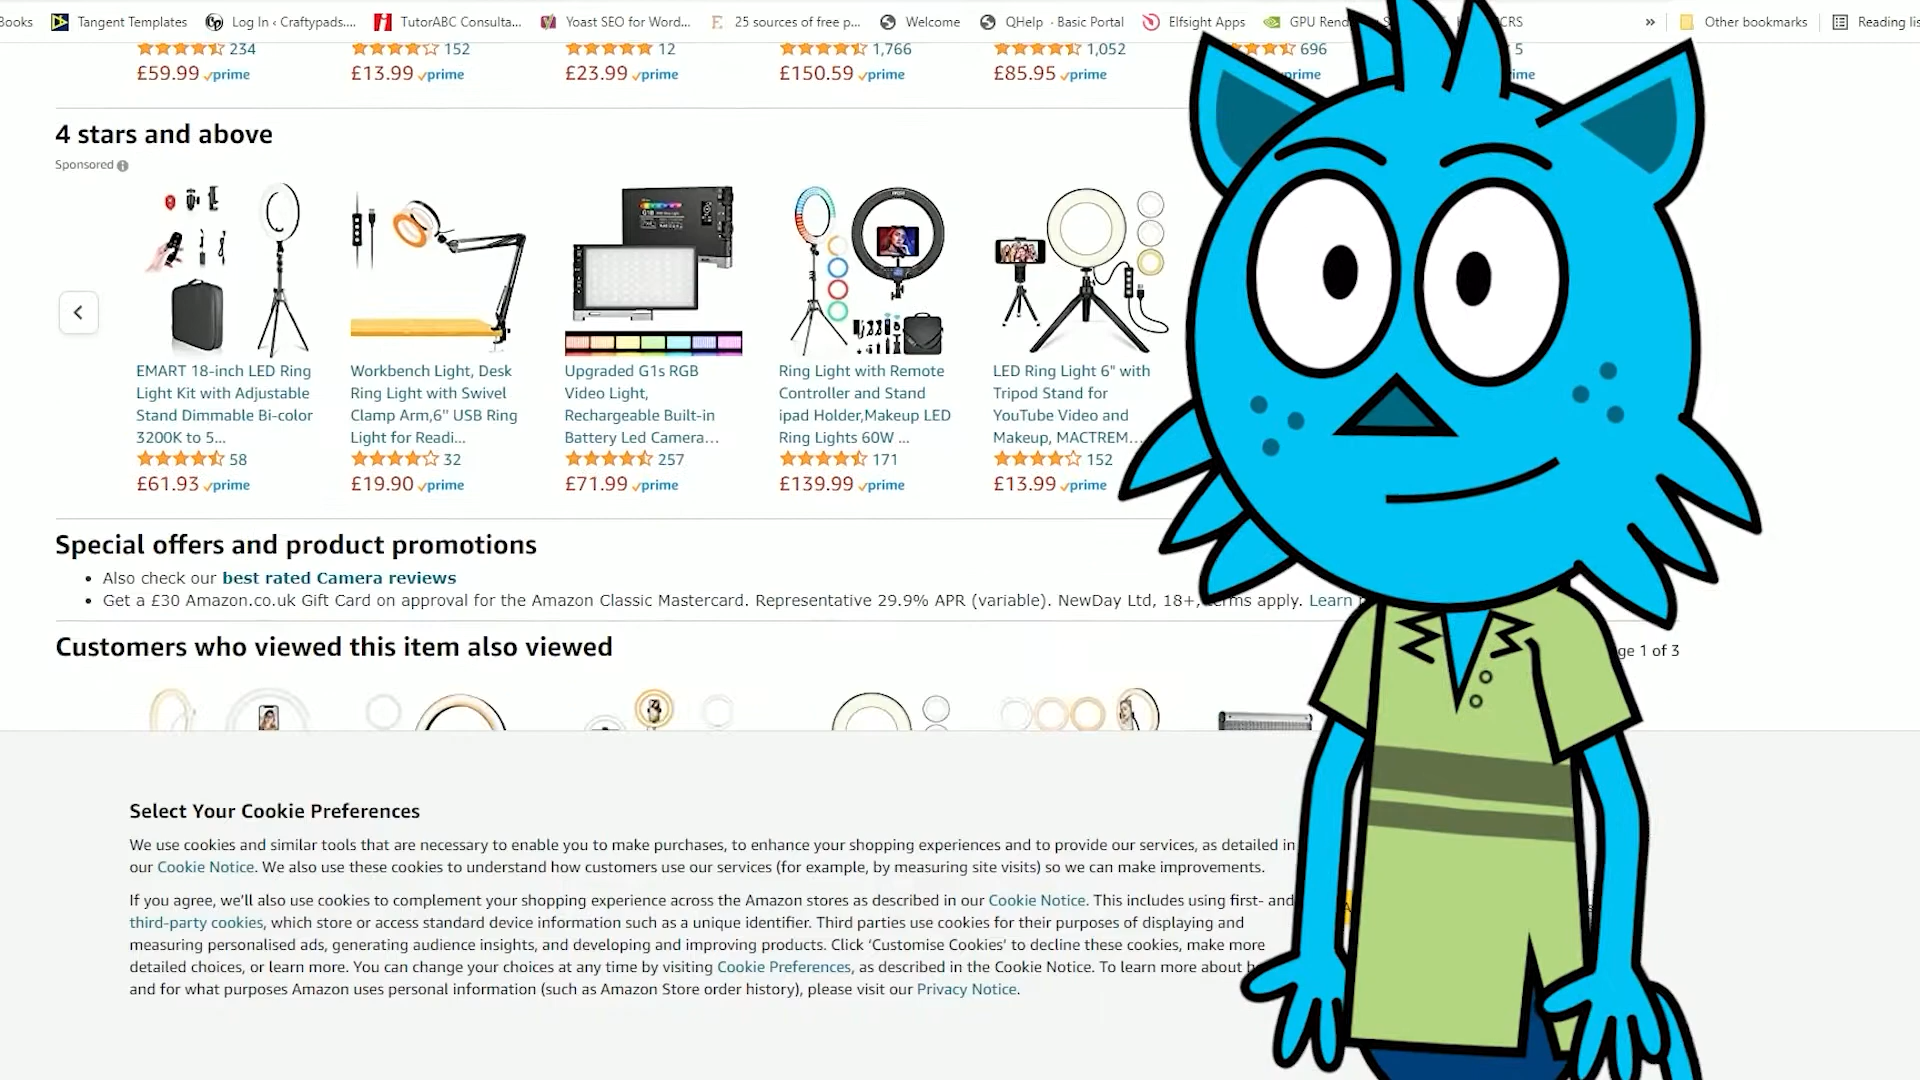 Books Tangent Templates Log In ‹ Craftypads.... TutorABC Consulta... Yoast SEO for Word... 25 sources of free p... Welcome QHelp · Basic Portal Elfsight Apps GPU » Other bookmarks Reading
234 152 12 1,766 1,052 696 5
£59.99 prime £13.99 prime £23.99 prime £150.59 prime £85.95 prime prime
4 stars and above
Sponsored
EMART 18-inch LED Ring
Light Kit with Adjustable
Stand Dimmable Bi-color
3200K to 5...
58
£61.93 prime
Workbench Light, Desk
Ring Light with Swivel
Clamp Arm,6'' USB Ring
Light for Readi...
32
£19.90 prime
Upgraded G1s RGB
Video Light,
Rechargeable Built-in
Battery Led Camera...
257
£71.99 prime
Ring Light with Remote
Controller and Stand
ipad Holder,Makeup LED
Ring Lights 60W ...
171
£139.99 prime
LED Ring Light 6" with
Tripod Stand for
YouTube Video and
Makeup, MACTREM...
152
£13.99 prime
Special offers and product promotions
• Also check our best rated Camera reviews
• Get a £30 Amazon.co.uk Gift Card on approval for the Amazon Classic Mastercard. Representative 29.9% APR (variable). NewDay Ltd, 18+, terms apply. Learn
Customers who viewed this item also viewed
1 of 3
Select Your Cookie Preferences
We use cookies and similar tools that are necessary to enable you to make purchases, to enhance your shopping experiences and to provide our services, as detailed in
our Cookie Notice. We also use these cookies to understand how customers use our services (for example, by measuring site visits) so we can make improvements.
If you agree, we’ll also use cookies to complement your shopping experience across the Amazon stores as described in our Cookie Notice. This includes using first- and
third-party cookies, which store or access standard device information such as a unique identifier. Third parties use cookies for their purposes of displaying and
measuring personalised ads, generating audience insights, and developing and improving products. Click ‘Customise Cookies’ to decline these cookies, make more
detailed choices, or learn more. You can change your choices at any time by visiting Cookie Preferences, as described in the Cookie Notice. To learn more about
and for what purposes Amazon uses personal information (such as Amazon Store order history), please visit our Privacy Notice.